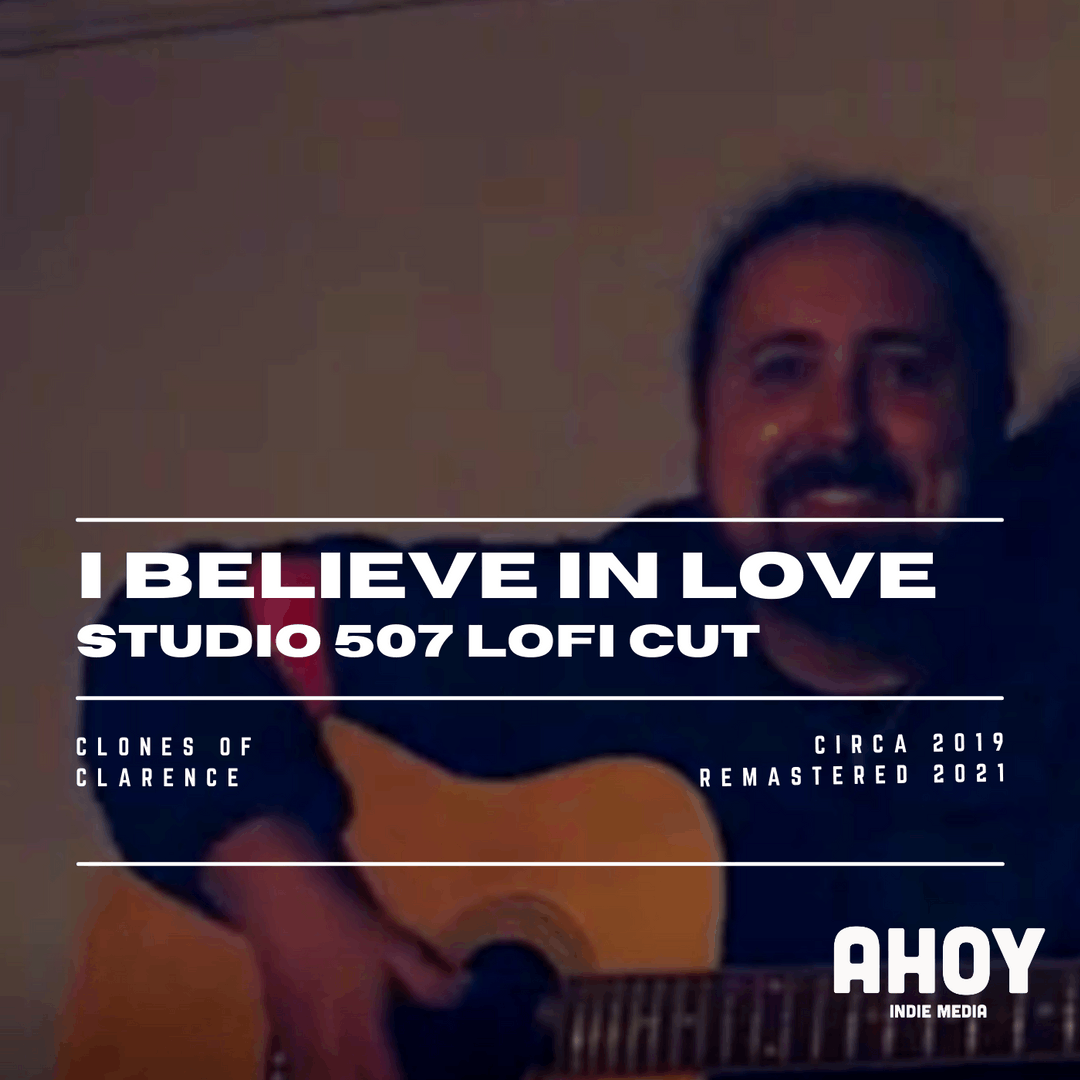 I BELIEVE IN LOVE
STUDIO 507 LOFI CUT
CLONES OF
CLARENCE
CIRCA 2019
REMASTERED 2021
AHOY
INDIE MEDIA